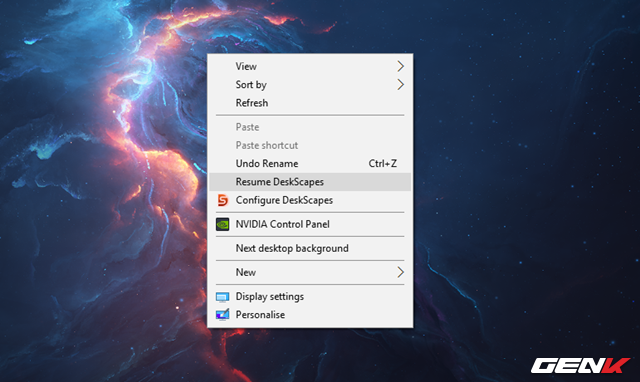 View
Sort by
Refresh
Paste
Paste shortcut
Undo Rename Ctrl+Z
Resume DeskScapes
Configure DeskScapes
NVIDIA Control Panel
Next desktop background
New
Display settings
Personalise
GENK